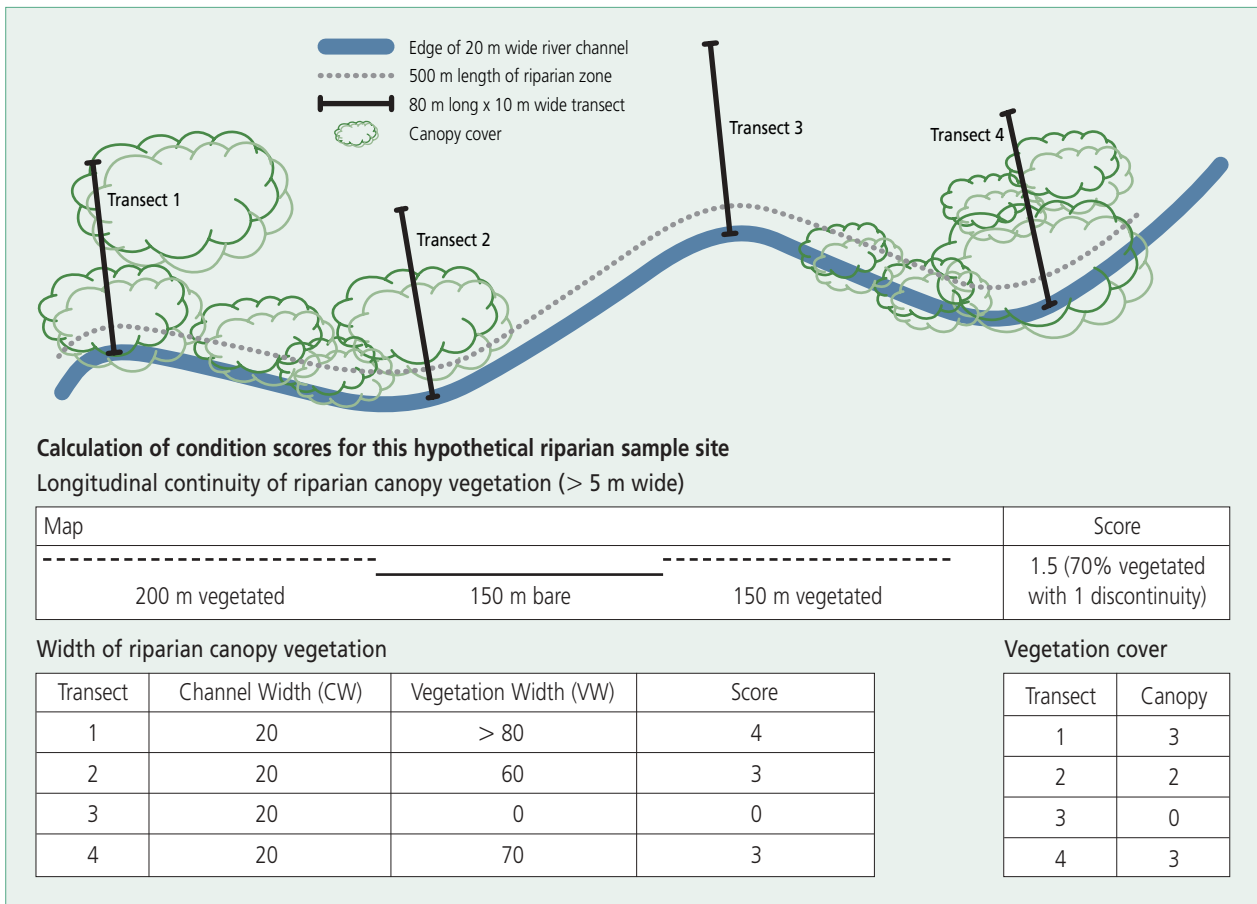 Edge of 20 m wide river channel
500 m length of riparian zone
80 m long x 10 m wide transect
Canopy cover
Transect 1
Transect 2
Transect 3
Transect 4
Calculation of condition scores for this hypothetical riparian sample site
Longitudinal continuity of riparian canopy vegetation (> 5 m wide)
Map Score
200 m vegetated 150 m bare 150 m vegetated
1.5 (70% vegetated
with 1 discontinuity)
Width of riparian canopy vegetation
Transect Channel Width (CW) Vegetation Width (VW) Score
1 20 > 80 4
2 20 60 3
3 20 0 0
4 20 70 3
Vegetation cover
Transect Canopy
1 3
2 2
3 0
4 3